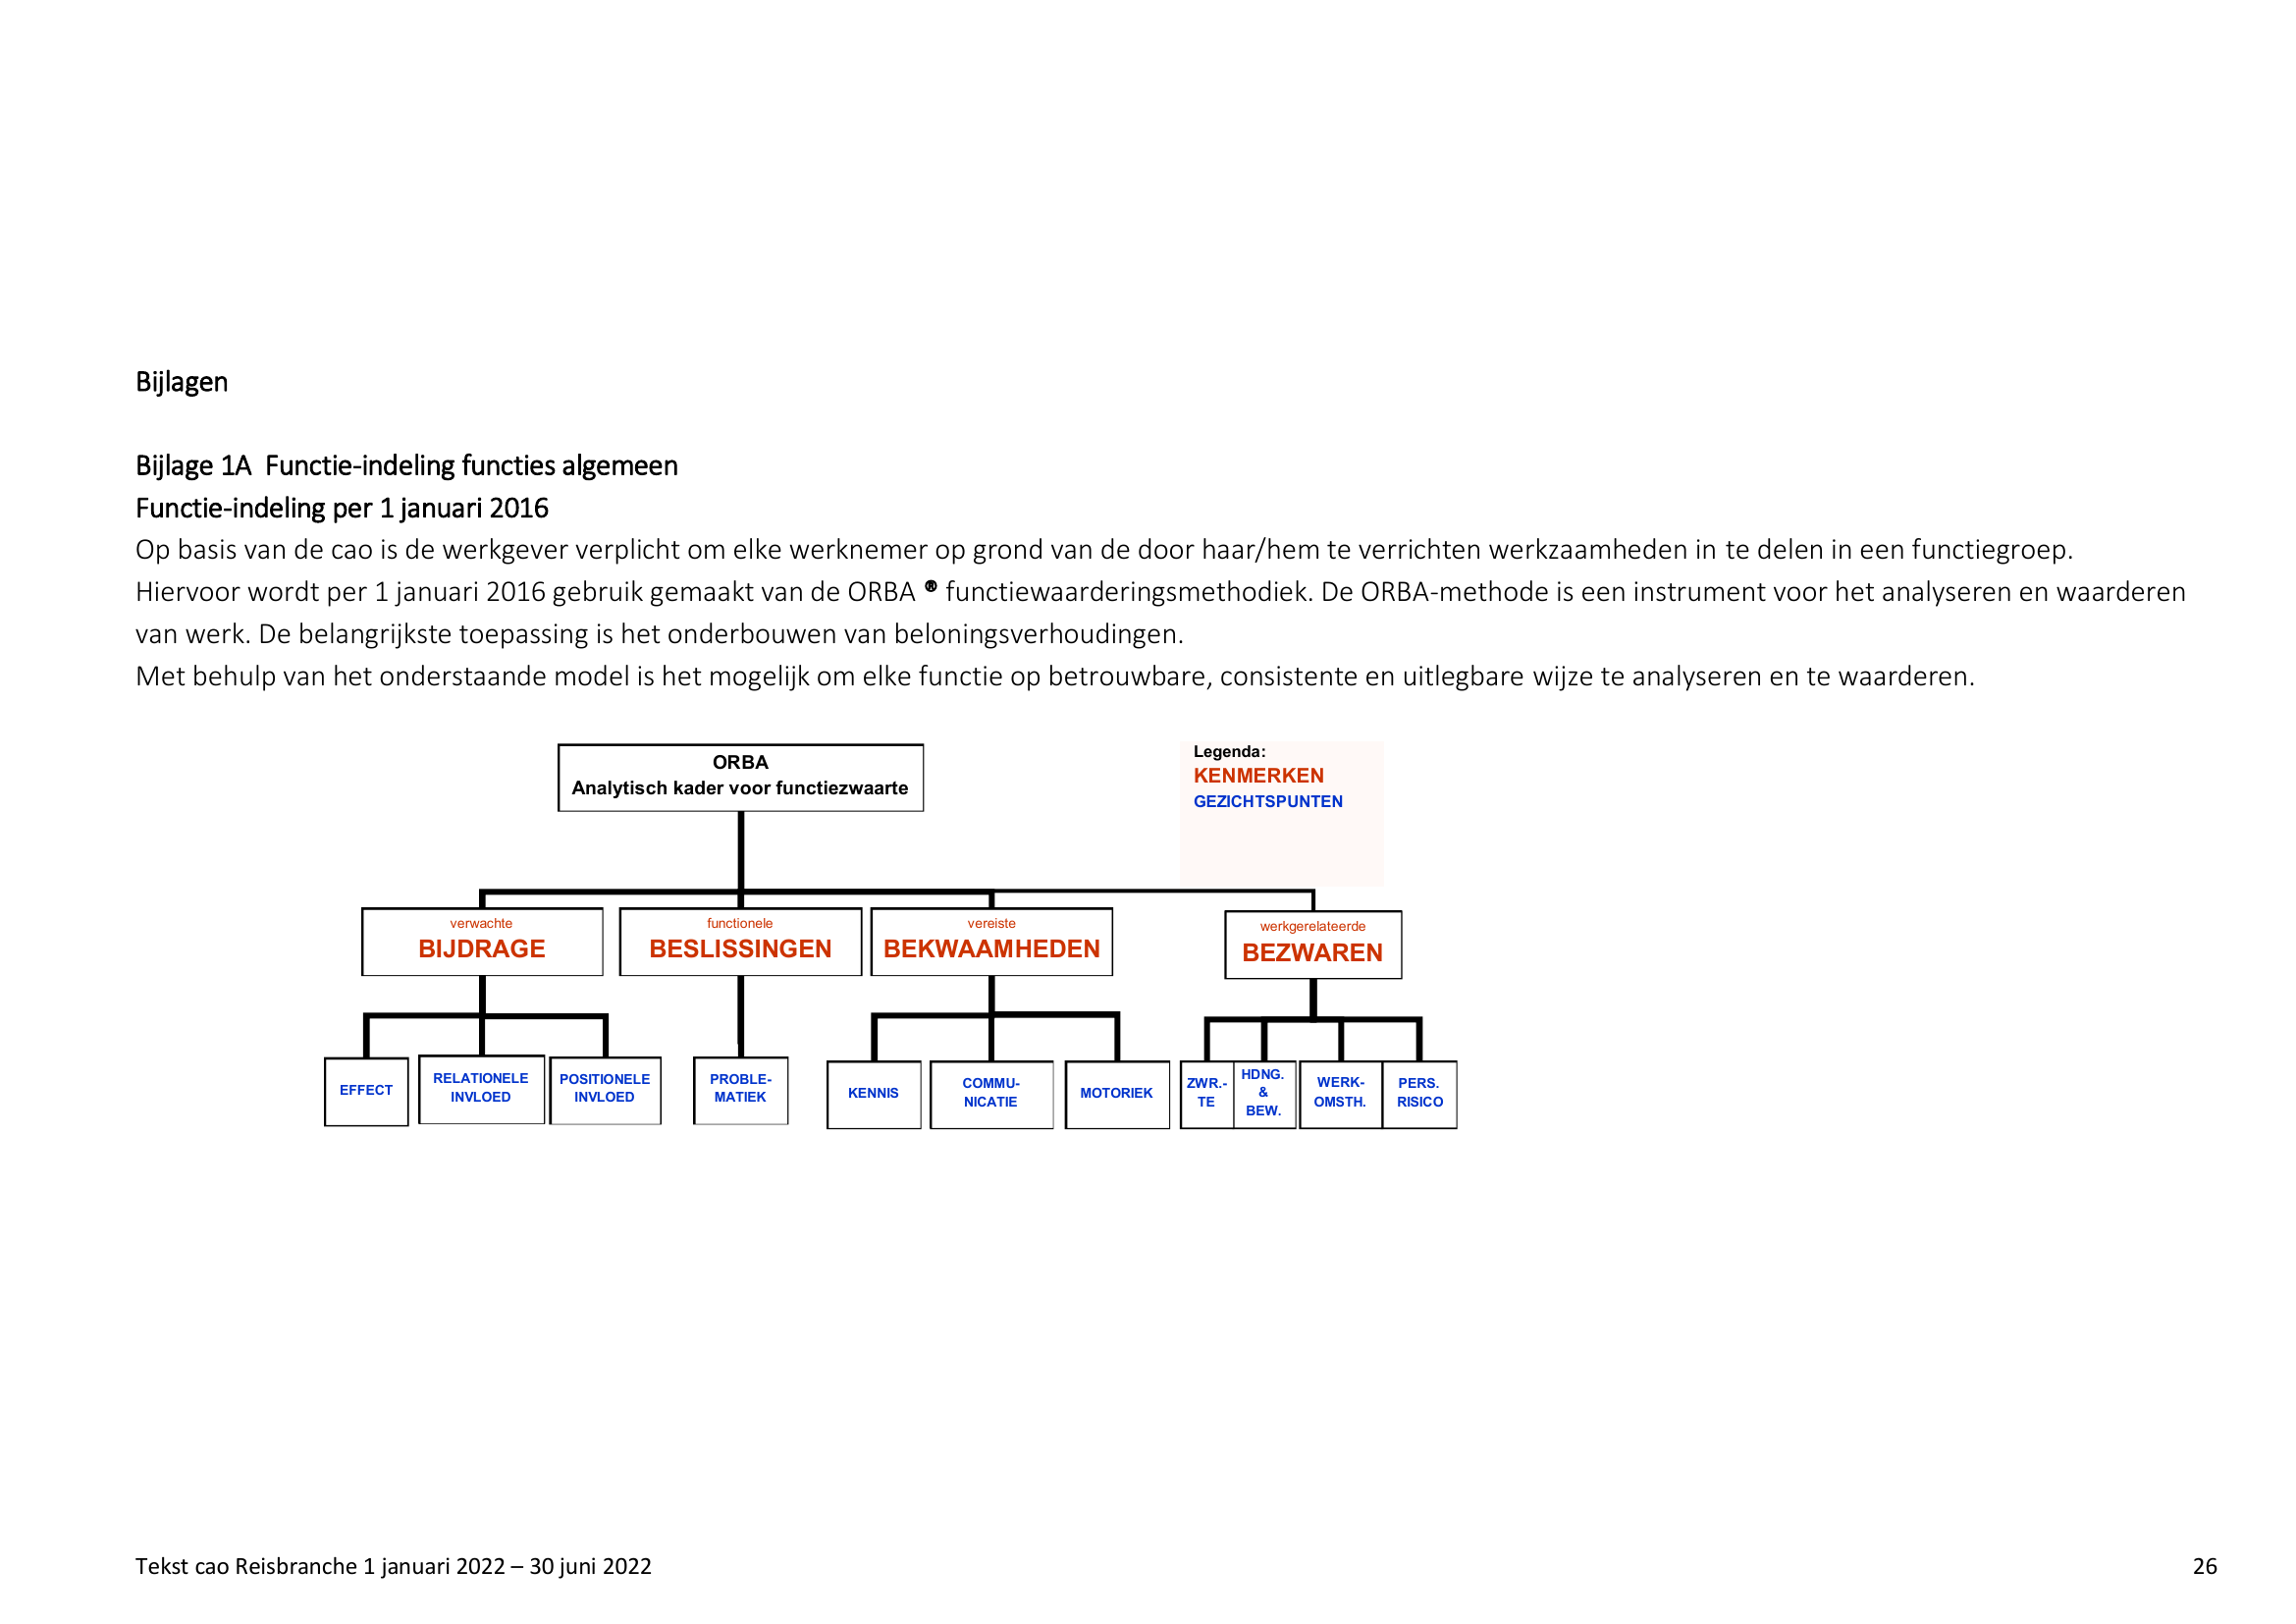 Bijlagen
Bijlage 1A  Functie-indeling functies algemeen
Functie-indeling per 1 januari 2016
Op basis van de cao is de werkgever verplicht om elke werknemer op grond van de door haar/hem te verrichten werkzaamheden in te delen in een functiegroep.
Hiervoor wordt per 1 januari 2016 gebruik gemaakt van de ORBA ® functiewaarderingsmethodiek. De ORBA-methode is een instrument voor het analyseren en waarderen
van werk. De belangrijkste toepassing is het onderbouwen van beloningsverhoudingen.
Met behulp van het onderstaande model is het mogelijk om elke functie op betrouwbare, consistente en uitlegbare wijze te analyseren en te waarderen.
ORBA
Analytisch kader voor functiezwaarte
Legenda:
KENMERKEN
GEZICHTSPUNTEN
verwachte
BIJDRAGE
functionele
BESLISSINGEN
vereiste
BEKWAAMHEDEN
werkgerelateerde
BEZWAREN
EFFECT
RELATIONELE
INVLOED
POSITIONELE
INVLOED
PROBLE-
MATIEK
KENNIS
COMMU-
NICATIE
MOTORIEK
ZWR.-
TE
HDNG.
&
BEW.
WERK-
OMSTH.
PERS.
RISICO
Tekst cao Reisbranche 1 januari 2022 – 30 juni 2022
26